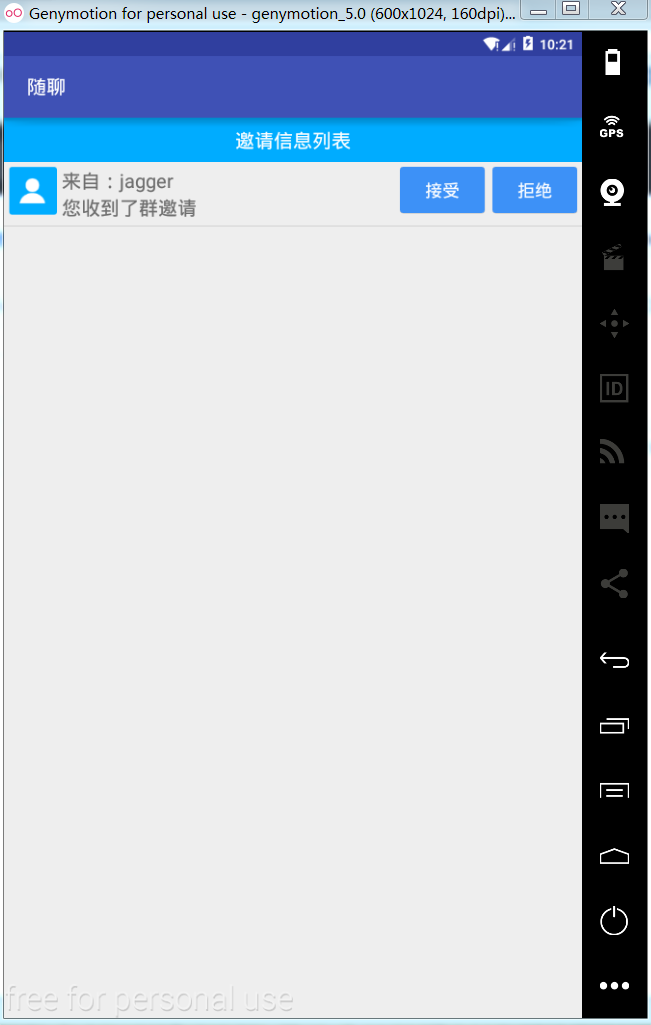 Genymotion for personal use - genymotion_5.0 (600x1024, 160dpi)...
10:21
随聊
GPS
邀请信息列表
来自：jagger
您收到了群邀请
接受
拒绝
ID
free for personal use